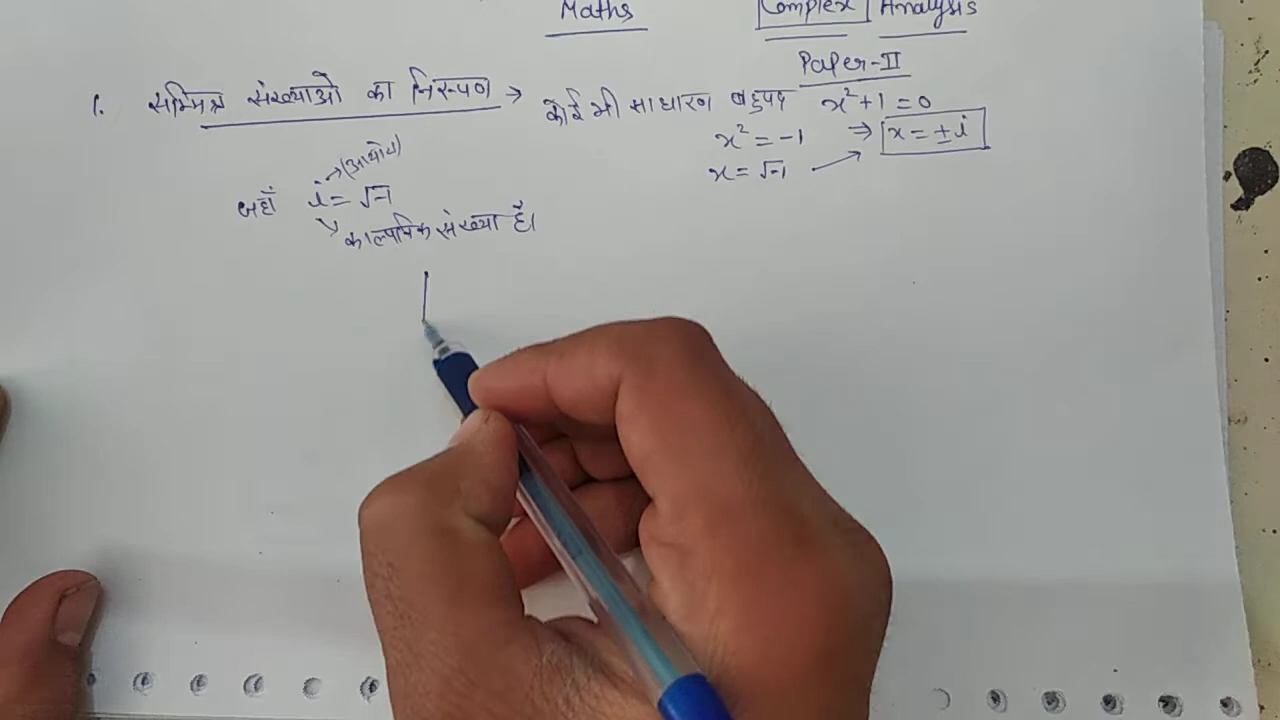 Maths Complex Analysis
Paper-II
1. सम्मिश्र संख्याओं का निरूपण → कोई भी साधारण बहुपद x²+1=0
x² = -1 ⇒ x = ±i
x = √-1
(आयोटा)
जहाँ i = √-1
काल्पनिक संख्या है।